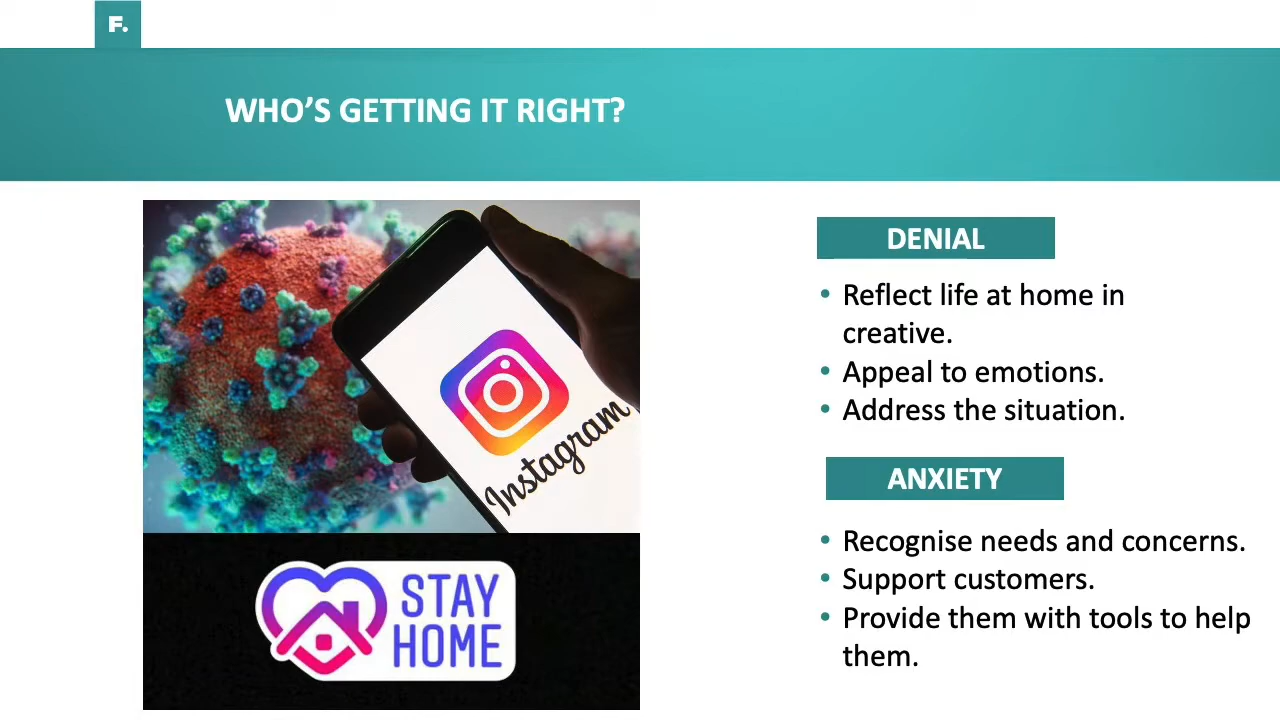 F.
WHO’S GETTING IT RIGHT?
Instagram
STAY
HOME
DENIAL
• Reflect life at home in
creative.
• Appeal to emotions.
• Address the situation.
ANXIETY
• Recognise needs and concerns.
• Support customers.
• Provide them with tools to help
them.